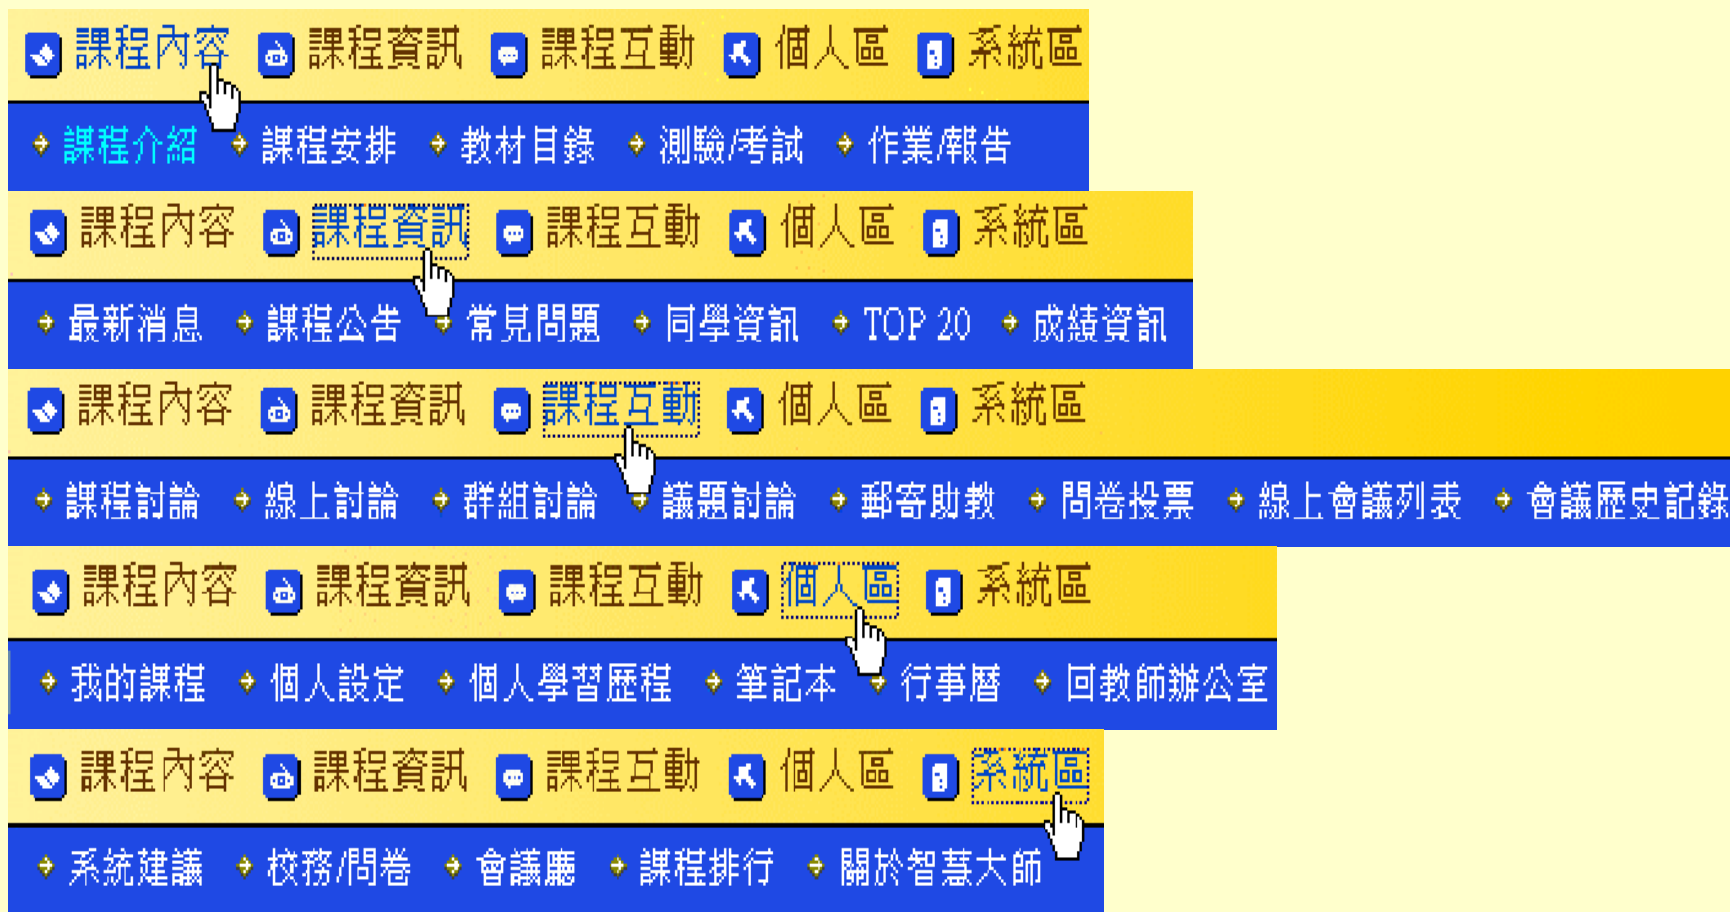 課程內容 課程資訊 課程互動 個人區 系統區
課程介紹 課程安排 教材目錄 測驗/考試 作業/報告
課程內容 課程資訊 課程互動 個人區 系統區
最新消息 課程公告 常見問題 同學資訊 TOP 20 成績資訊
課程內容 課程資訊 課程互動 個人區 系統區
課程討論 線上討論 群組討論 議題討論 郵寄助教 問卷投票 線上會議列表 會議歷史記錄
課程內容 課程資訊 課程互動 個人區 系統區
我的課程 個人設定 個人學習歷程 筆記本 行事曆 回教師辦公室
課程內容 課程資訊 課程互動 個人區 系統區
系統建議 校務/問卷 會議廳 課程排行 關於智慧大師